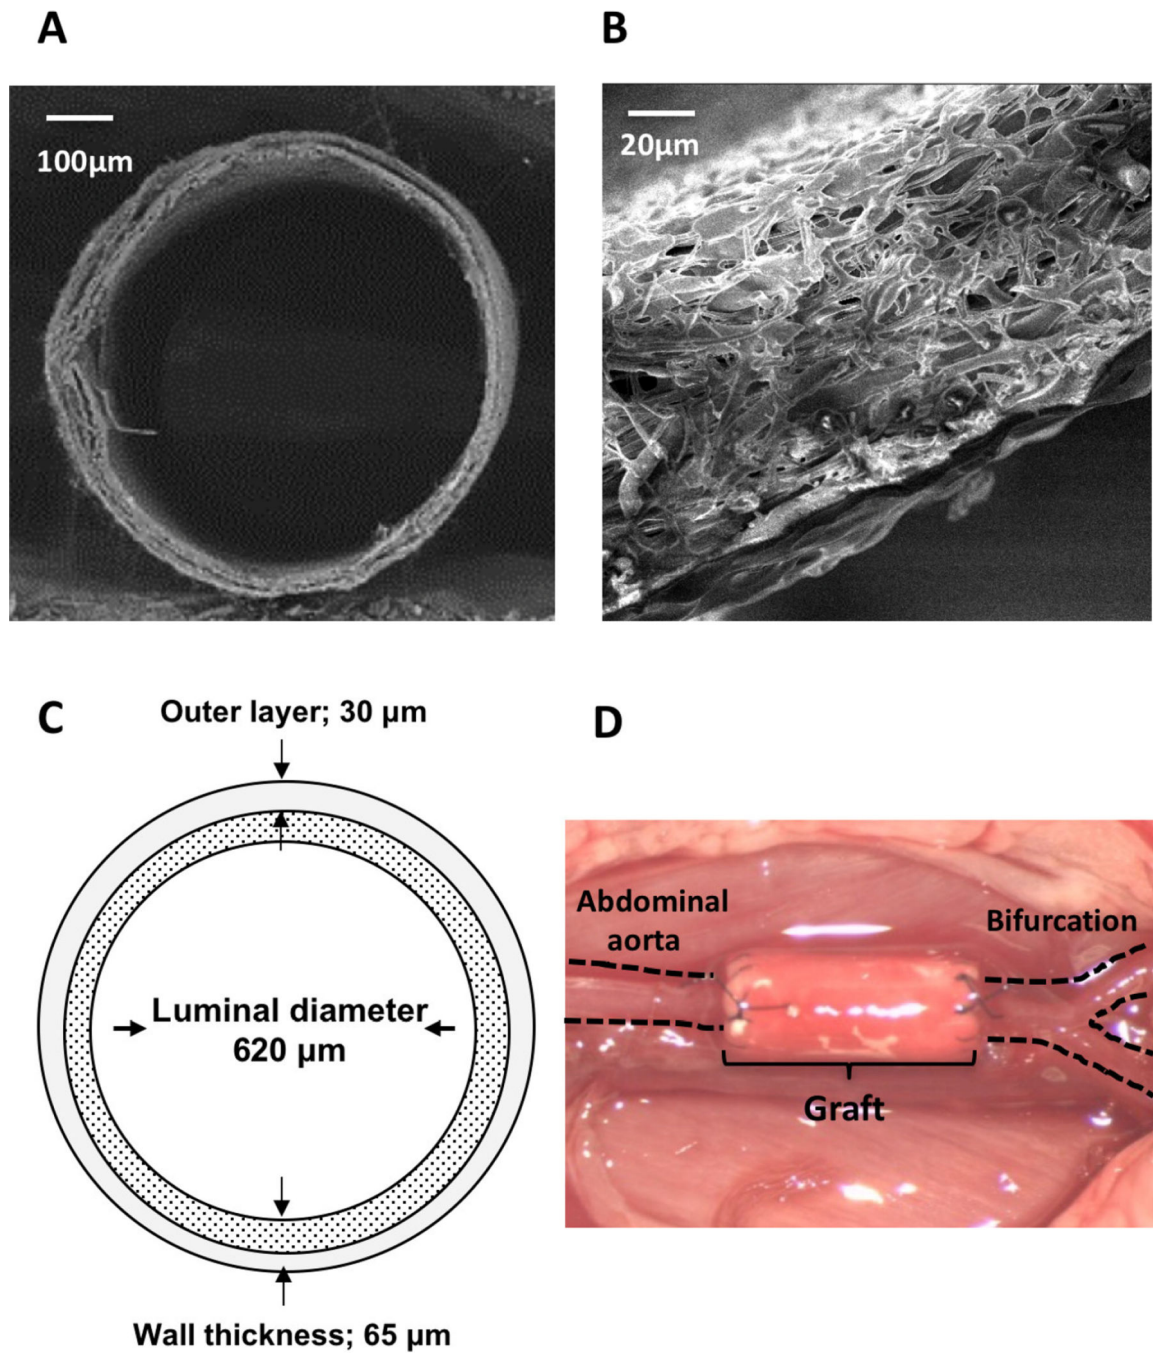 A
B
100μm
20μm
C
Outer layer; 30 μm
D
Luminal diameter
620 μm
Wall thickness; 65 μm
Abdominal
aorta
Bifurcation
Graft